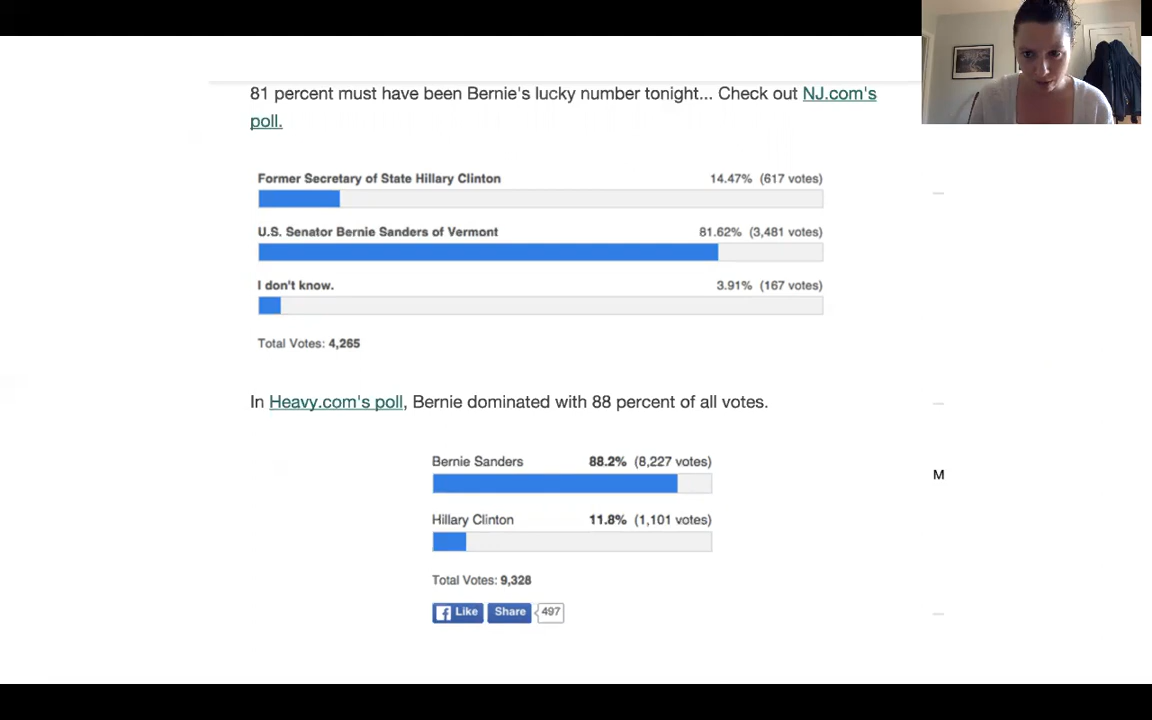 81 percent must have been Bernie's lucky number tonight... Check out NJ.com's
poll.
Former Secretary of State Hillary Clinton 14.47% (617 votes)
U.S. Senator Bernie Sanders of Vermont 81.62% (3,481 votes)
I don't know. 3.91% (167 votes)
Total Votes: 4,265
In Heavy.com's poll, Bernie dominated with 88 percent of all votes.
Bernie Sanders 88.2% (8,227 votes)
M
Hillary Clinton 11.8% (1,101 votes)
Total Votes: 9,328
Like Share 497